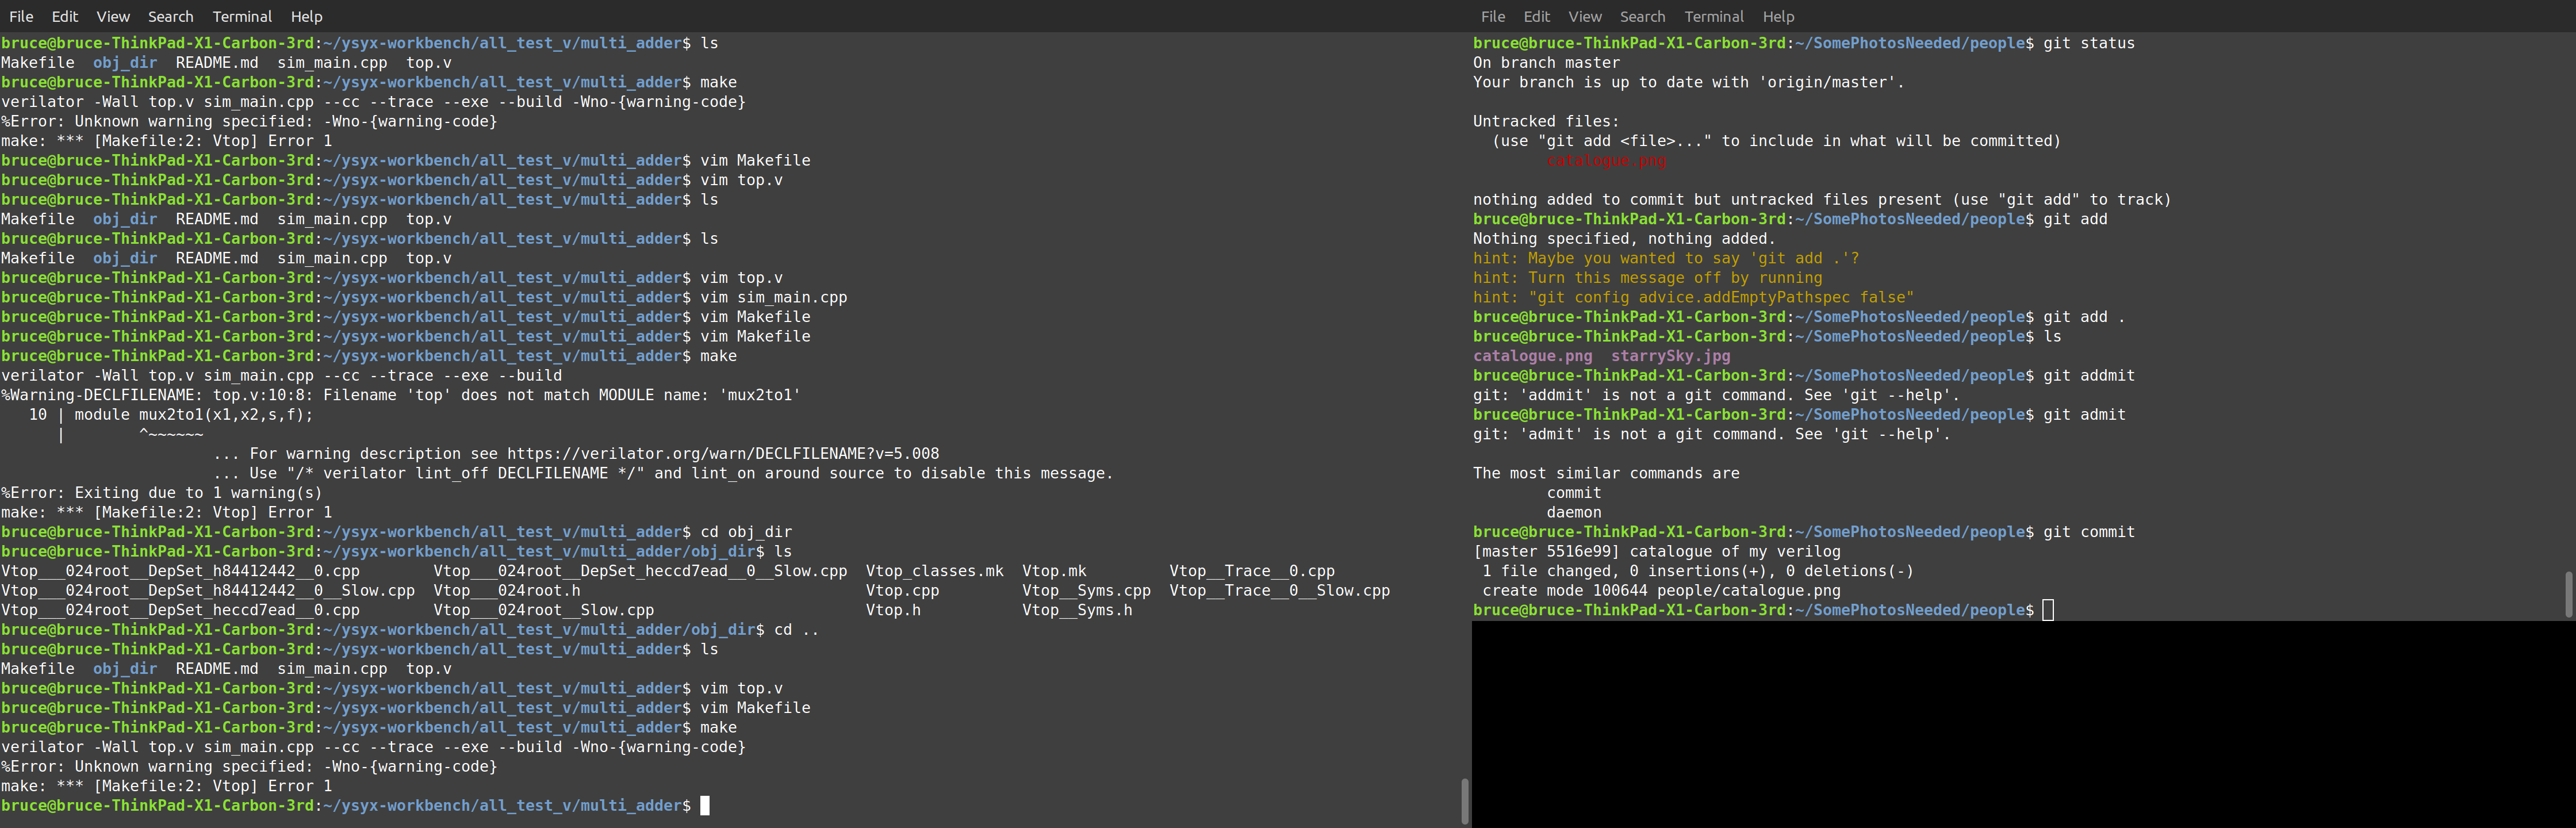 File Edit View Search Terminal Help
bruce@bruce-ThinkPad-X1-Carbon-3rd:~/ysyx-workbench/all_test_v/multi_adder$ ls
Makefile  obj_dir  README.md  sim_main.cpp  top.v
bruce@bruce-ThinkPad-X1-Carbon-3rd:~/ysyx-workbench/all_test_v/multi_adder$ make
verilator -Wall top.v sim_main.cpp --cc --trace --exe --build -Wno-{warning-code}
%Error: Unknown warning specified: -Wno-{warning-code}
make: *** [Makefile:2: Vtop] Error 1
bruce@bruce-ThinkPad-X1-Carbon-3rd:~/ysyx-workbench/all_test_v/multi_adder$ vim Makefile
bruce@bruce-ThinkPad-X1-Carbon-3rd:~/ysyx-workbench/all_test_v/multi_adder$ vim top.v
bruce@bruce-ThinkPad-X1-Carbon-3rd:~/ysyx-workbench/all_test_v/multi_adder$ ls
Makefile  obj_dir  README.md  sim_main.cpp  top.v
bruce@bruce-ThinkPad-X1-Carbon-3rd:~/ysyx-workbench/all_test_v/multi_adder$ ls
Makefile  obj_dir  README.md  sim_main.cpp  top.v
bruce@bruce-ThinkPad-X1-Carbon-3rd:~/ysyx-workbench/all_test_v/multi_adder$ vim top.v
bruce@bruce-ThinkPad-X1-Carbon-3rd:~/ysyx-workbench/all_test_v/multi_adder$ vim sim_main.cpp
bruce@bruce-ThinkPad-X1-Carbon-3rd:~/ysyx-workbench/all_test_v/multi_adder$ vim Makefile
bruce@bruce-ThinkPad-X1-Carbon-3rd:~/ysyx-workbench/all_test_v/multi_adder$ vim Makefile
bruce@bruce-ThinkPad-X1-Carbon-3rd:~/ysyx-workbench/all_test_v/multi_adder$ make
verilator -Wall top.v sim_main.cpp --cc --trace --exe --build
%Warning-DECLFILENAME: top.v:10:8: Filename 'top' does not match MODULE name: 'mux2to1'
   10 | module mux2to1(x1,x2,s,f);
      |        ^~~~~~~
                       ... For warning description see https://verilator.org/warn/DECLFILENAME?v=5.008
                       ... Use "/* verilator lint_off DECLFILENAME */" and lint_on around source to disable this message.
%Error: Exiting due to 1 warning(s)
make: *** [Makefile:2: Vtop] Error 1
bruce@bruce-ThinkPad-X1-Carbon-3rd:~/ysyx-workbench/all_test_v/multi_adder$ cd obj_dir
bruce@bruce-ThinkPad-X1-Carbon-3rd:~/ysyx-workbench/all_test_v/multi_adder/obj_dir$ ls
Vtop___024root__DepSet_h84412442__0.cpp        Vtop___024root__DepSet_heccd7ead__0__Slow.cpp  Vtop_classes.mk  Vtop.mk         Vtop__Trace__0.cpp
Vtop___024root__DepSet_h84412442__0__Slow.cpp  Vtop___024root.h                               Vtop.cpp         Vtop__Syms.cpp  Vtop__Trace__0__Slow.cpp
Vtop___024root__DepSet_heccd7ead__0.cpp        Vtop___024root__Slow.cpp                       Vtop.h           Vtop__Syms.h
bruce@bruce-ThinkPad-X1-Carbon-3rd:~/ysyx-workbench/all_test_v/multi_adder/obj_dir$ cd ..
bruce@bruce-ThinkPad-X1-Carbon-3rd:~/ysyx-workbench/all_test_v/multi_adder$ ls
Makefile  obj_dir  README.md  sim_main.cpp  top.v
bruce@bruce-ThinkPad-X1-Carbon-3rd:~/ysyx-workbench/all_test_v/multi_adder$ vim top.v
bruce@bruce-ThinkPad-X1-Carbon-3rd:~/ysyx-workbench/all_test_v/multi_adder$ vim Makefile
bruce@bruce-ThinkPad-X1-Carbon-3rd:~/ysyx-workbench/all_test_v/multi_adder$ make
verilator -Wall top.v sim_main.cpp --cc --trace --exe --build -Wno-{warning-code}
%Error: Unknown warning specified: -Wno-{warning-code}
make: *** [Makefile:2: Vtop] Error 1
bruce@bruce-ThinkPad-X1-Carbon-3rd:~/ysyx-workbench/all_test_v/multi_adder$
File Edit View Search Terminal Help
bruce@bruce-ThinkPad-X1-Carbon-3rd:~/SomePhotosNeeded/people$ git status
On branch master
Your branch is up to date with 'origin/master'.
Untracked files:
  (use "git add <file>..." to include in what will be committed)
        catalogue.png
nothing added to commit but untracked files present (use "git add" to track)
bruce@bruce-ThinkPad-X1-Carbon-3rd:~/SomePhotosNeeded/people$ git add
Nothing specified, nothing added.
hint: Maybe you wanted to say 'git add .'?
hint: Turn this message off by running
hint: "git config advice.addEmptyPathspec false"
bruce@bruce-ThinkPad-X1-Carbon-3rd:~/SomePhotosNeeded/people$ git add .
bruce@bruce-ThinkPad-X1-Carbon-3rd:~/SomePhotosNeeded/people$ ls
catalogue.png  starrySky.jpg
bruce@bruce-ThinkPad-X1-Carbon-3rd:~/SomePhotosNeeded/people$ git addmit
git: 'addmit' is not a git command. See 'git --help'.
bruce@bruce-ThinkPad-X1-Carbon-3rd:~/SomePhotosNeeded/people$ git admit
git: 'admit' is not a git command. See 'git --help'.
The most similar commands are
        commit
        daemon
bruce@bruce-ThinkPad-X1-Carbon-3rd:~/SomePhotosNeeded/people$ git commit
[master 5516e99] catalogue of my verilog
 1 file changed, 0 insertions(+), 0 deletions(-)
 create mode 100644 people/catalogue.png
bruce@bruce-ThinkPad-X1-Carbon-3rd:~/SomePhotosNeeded/people$